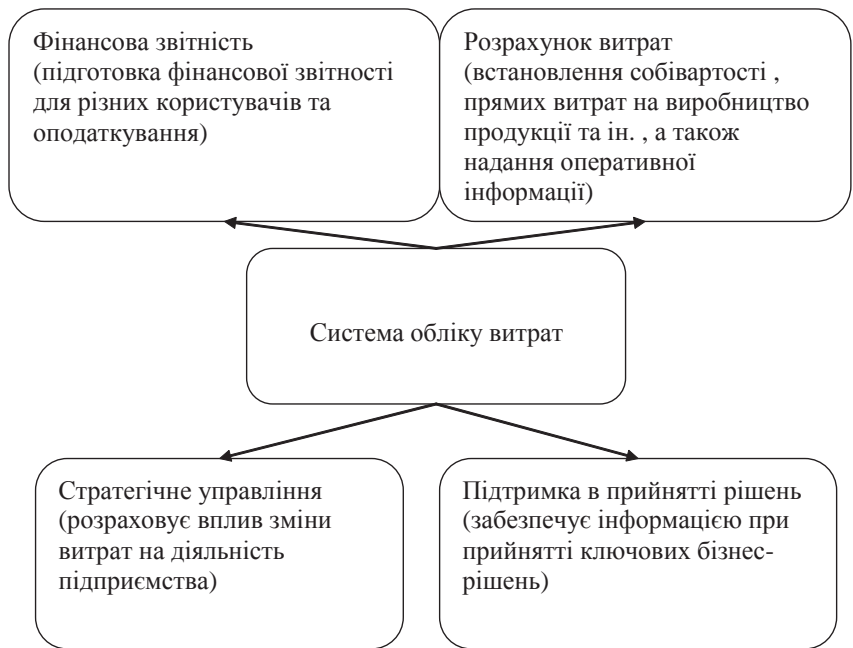 Фінансова звітність
(підготовка фінансової звітності
для різних користувачів та
оподаткування)
Розрахунок витрат
(встановлення собівартості ,
прямих витрат на виробництво
продукції та ін. , а також
надання оперативної
інформації)
Система обліку витрат
Стратегічне управління
(розраховує вплив зміни
витрат на діяльність
підприємства)
Підтримка в прийнятті рішень
(забезпечує інформацією при
прийнятті ключових бізнес-
рішень)